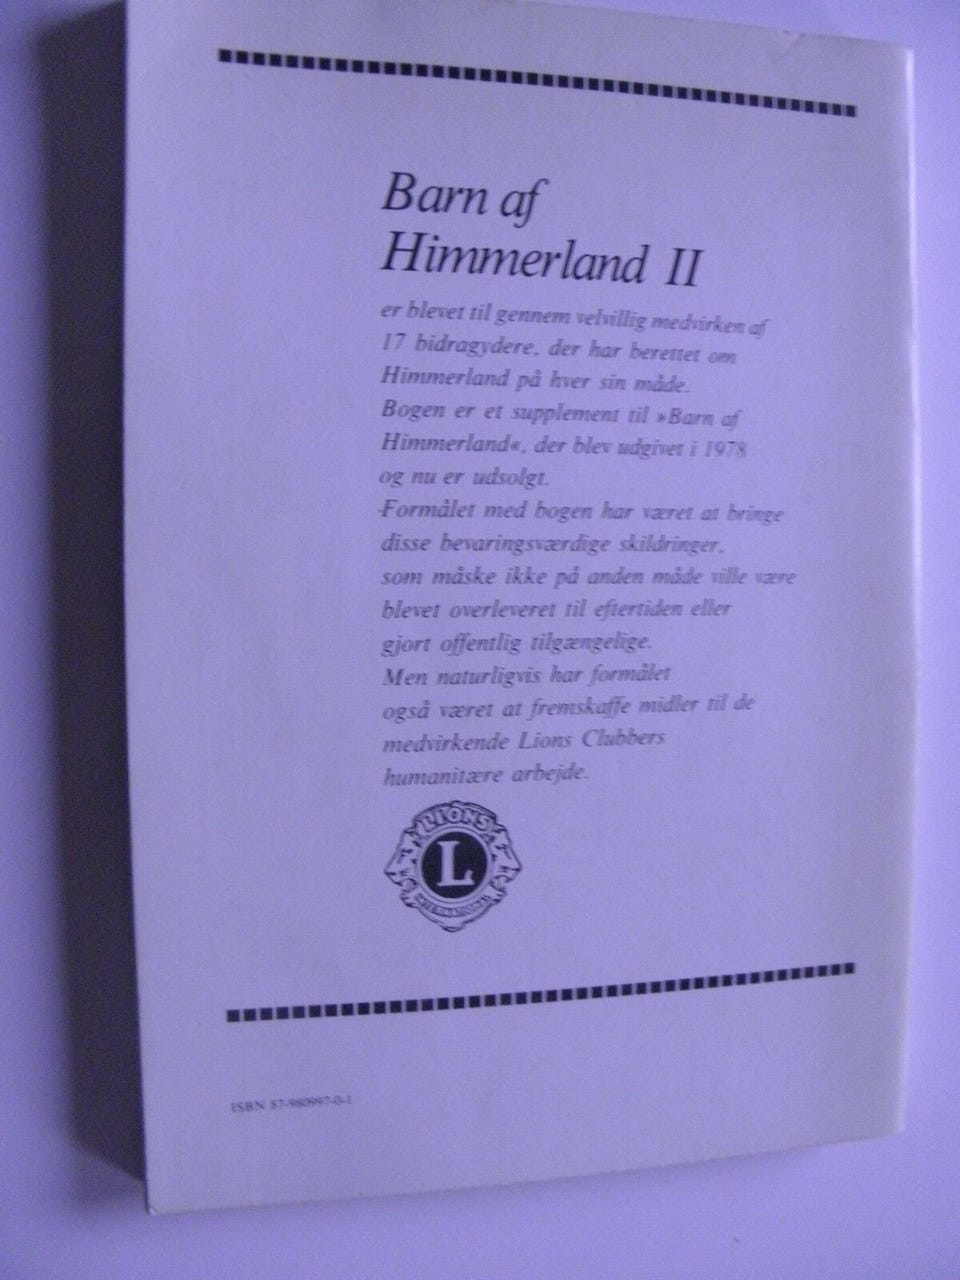 Barn af
Himmerland II
er blevet til gennem velvillig medvirken af
17 bidragydere, der har berettet om
Himmerland på hver sin måde.
Bogen er et supplement til »Barn af
Himmerland«, der blev udgivet i 1978
og nu er udsolgt.
Formålet med bogen har været at bringe
disse bevaringsværdige skildringer,
som måske ikke på anden måde ville være
blevet overleveret til eftertiden eller
gjort offentlig tilgængelige.
Men naturligvis har formålet
også været at fremskaffe midler til de
medvirkende Lions Clubbers
humanitære arbejde.
LIONS
L
INTERNATIONAL
ISBN 87-980997-0-1